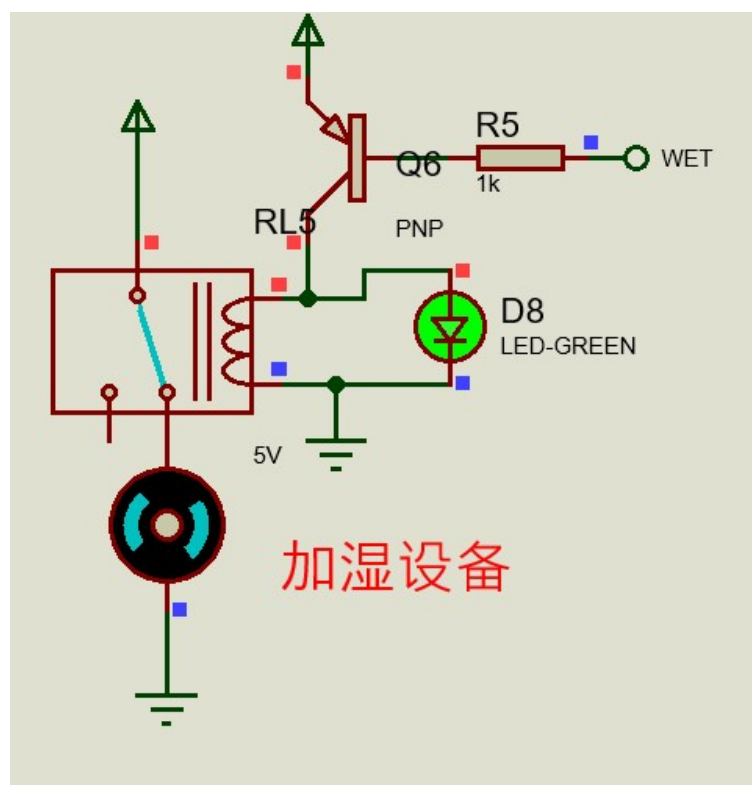 R5
WET
Q6
1k
RL5
PNP
D8
LED-GREEN
5V
加湿设备